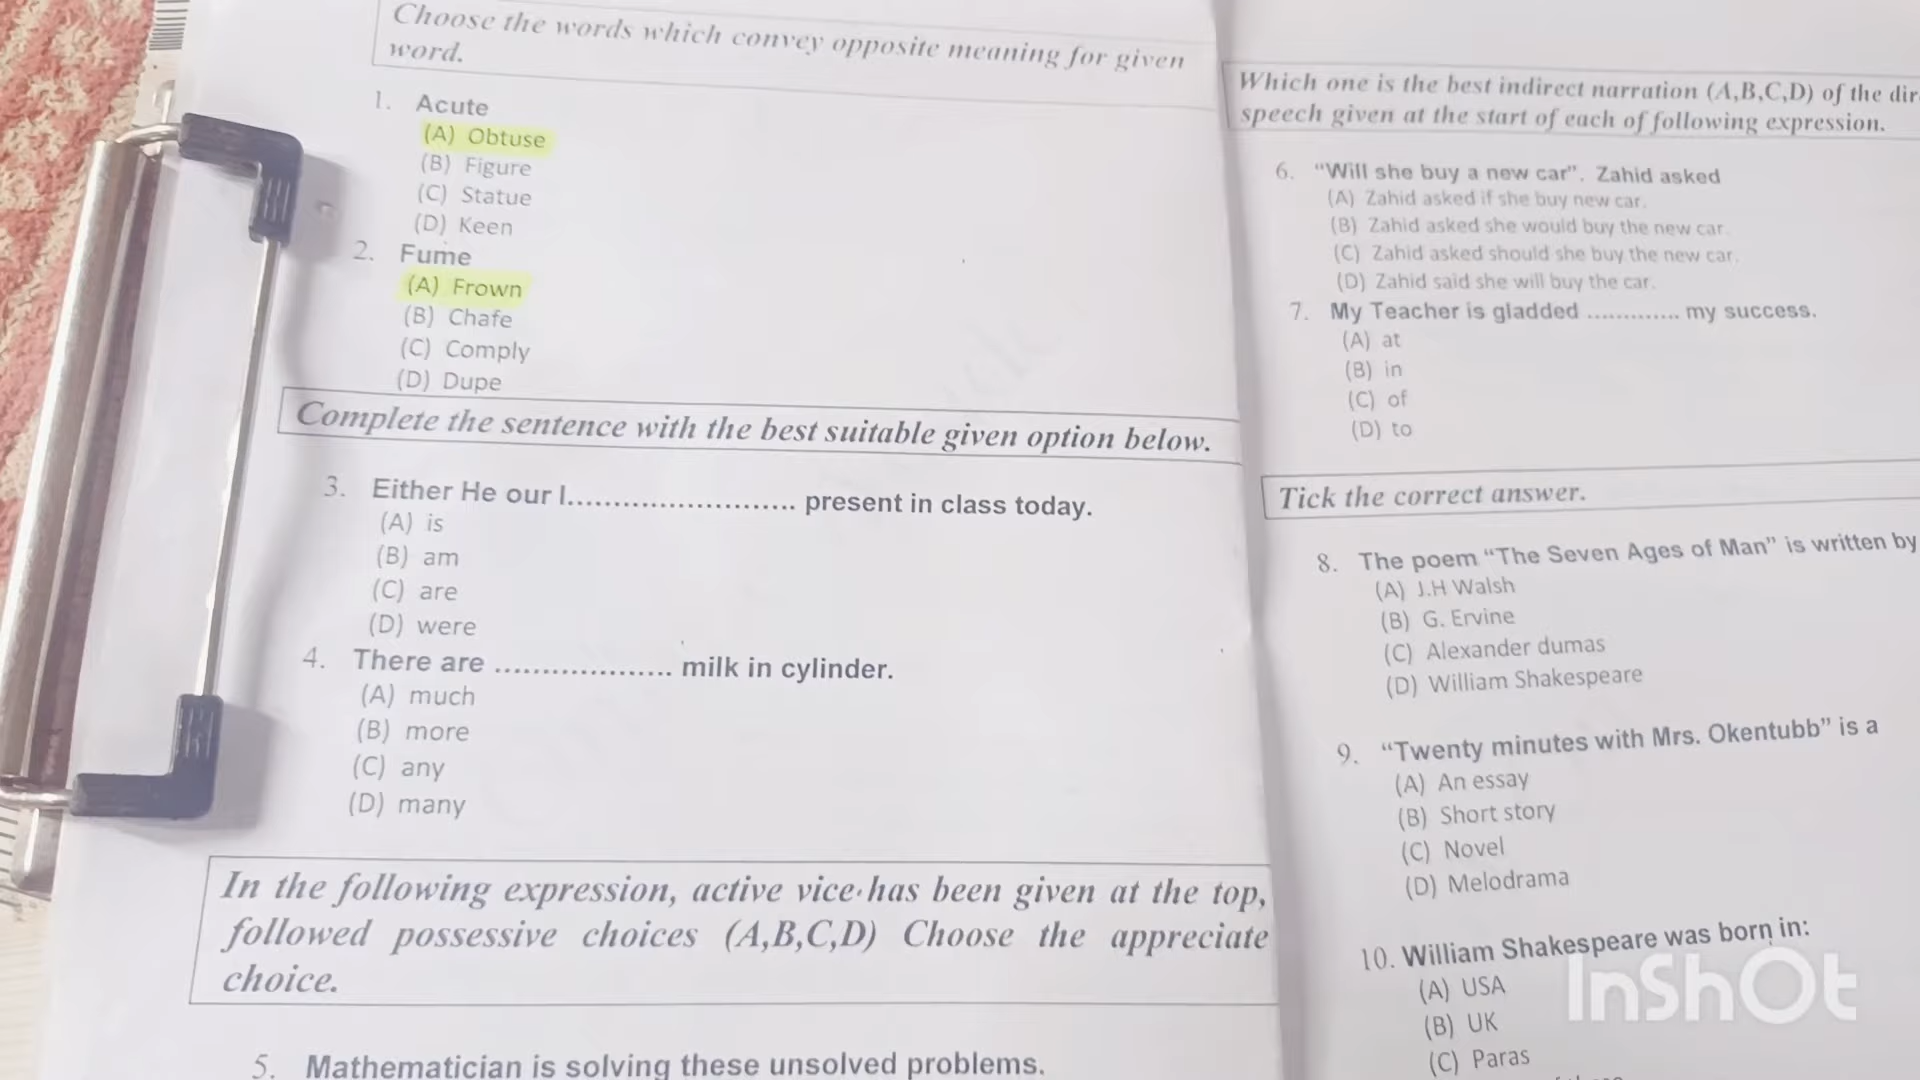 Choose the words which convey opposite meaning for given
word.
1. Acute
(A) Obtuse
(B) Figure
(C) Statue
(D) Keen
2. Fume
(A) Frown
(B) Chafe
(C) Comply
(D) Dupe
Complete the sentence with the best suitable given option below.
3. Either He our I........................ present in class today.
(A) is
(B) am
(C) are
(D) were
4. There are ................... milk in cylinder.
(A) much
(B) more
(C) any
(D) many
In the following expression, active vice has been given at the top,
followed possessive choices (A,B,C,D) Choose the appreciate
choice.
5. Mathematician is solving these unsolved problems.
Which one is the best indirect narration (A,B,C,D) of the
speech given at the start of each of following expression.
6. “Will she buy a new car”. Zahid asked
(A) Zahid asked if she buy new car.
(B) Zahid asked she would buy the new car.
(C) Zahid asked should she buy the new car.
(D) Zahid said she will buy the car.
7. My Teacher is gladded ............. my success.
(A) at
(B) in
(C) of
(D) to
Tick the correct answer.
8. The poem “The Seven Ages of Man” is written by
(A) J.H Walsh
(B) G. Ervine
(C) Alexander dumas
(D) William Shakespeare
9. “Twenty minutes with Mrs. Okentubb” is a
(A) An essay
(B) Short story
(C) Novel
(D) Melodrama
10. William Shakespeare was born in:
(A) USA
(B) UK
(C) Paras
InShOt